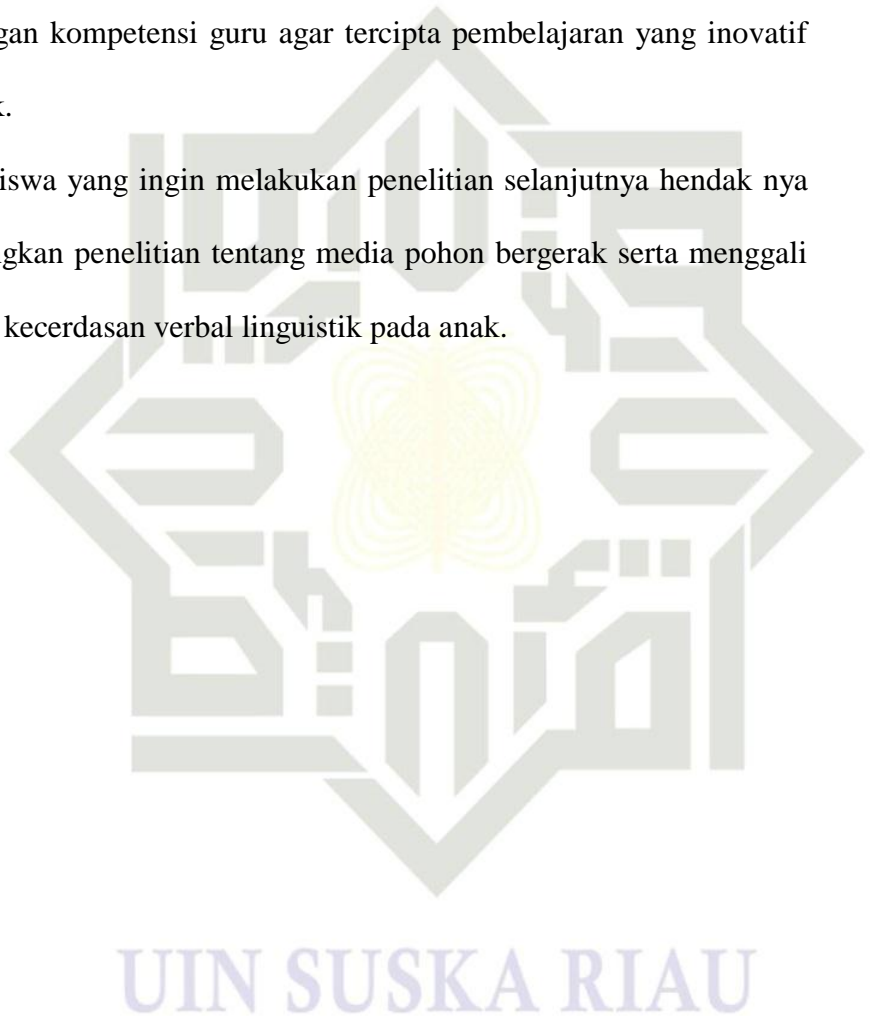 gan kompetensi guru agar tercipta pembelajaran yang inovatif
k.
iswa yang ingin melakukan penelitian selanjutnya hendak nya
gkan penelitian tentang media pohon bergerak serta menggali
kecerdasan verbal linguistik pada anak.
UIN SUSKA RIAU